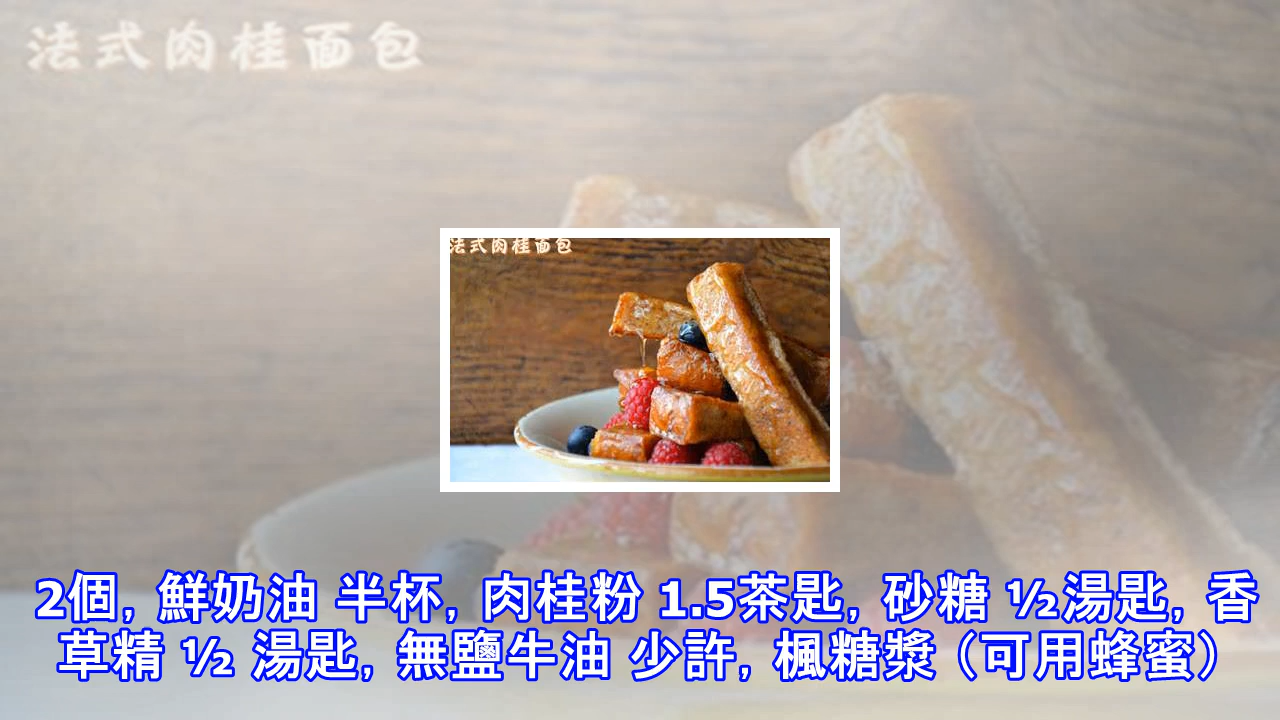 法式肉桂面包
法式肉桂面包
2個, 鮮奶油 半杯, 肉桂粉 1.5茶匙, 砂糖 ½湯匙, 香
草精 ½ 湯匙, 無鹽牛油 少許, 楓糖漿（可用蜂蜜）